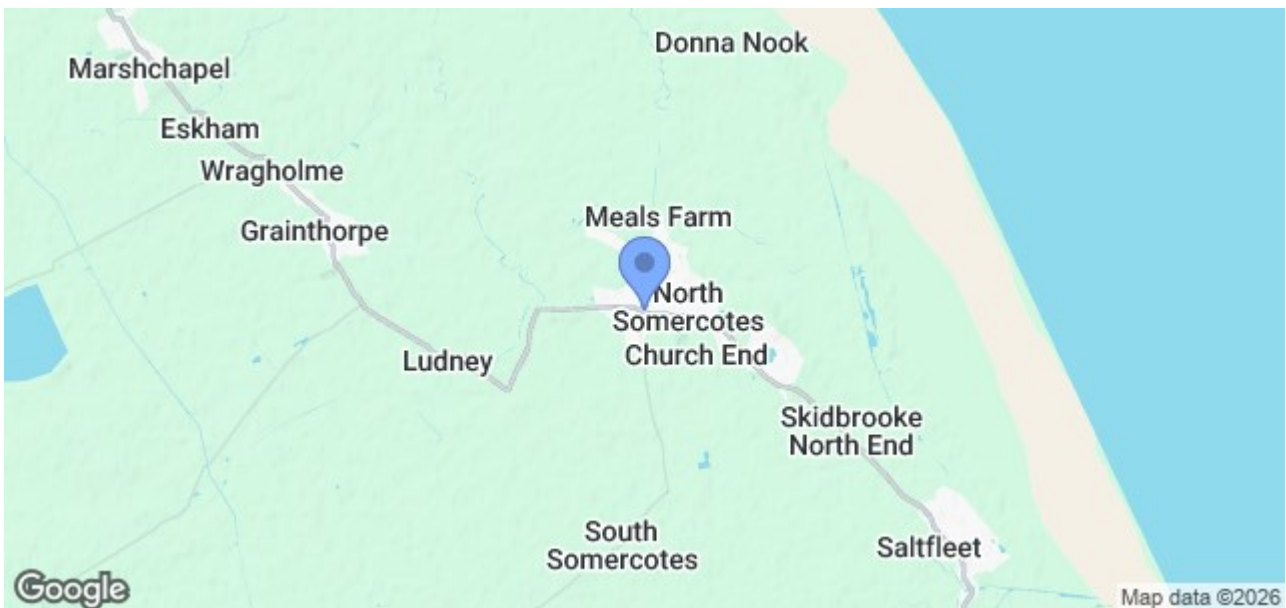 Donna Nook
Marshchapel
Eskham
Wragholme
Meals Farm
Grainthorpe
North
Somercotes
Church End
Ludney
Skidbrooke
North End
South
Somercotes
Saltfleet
Google
Map data ©2026